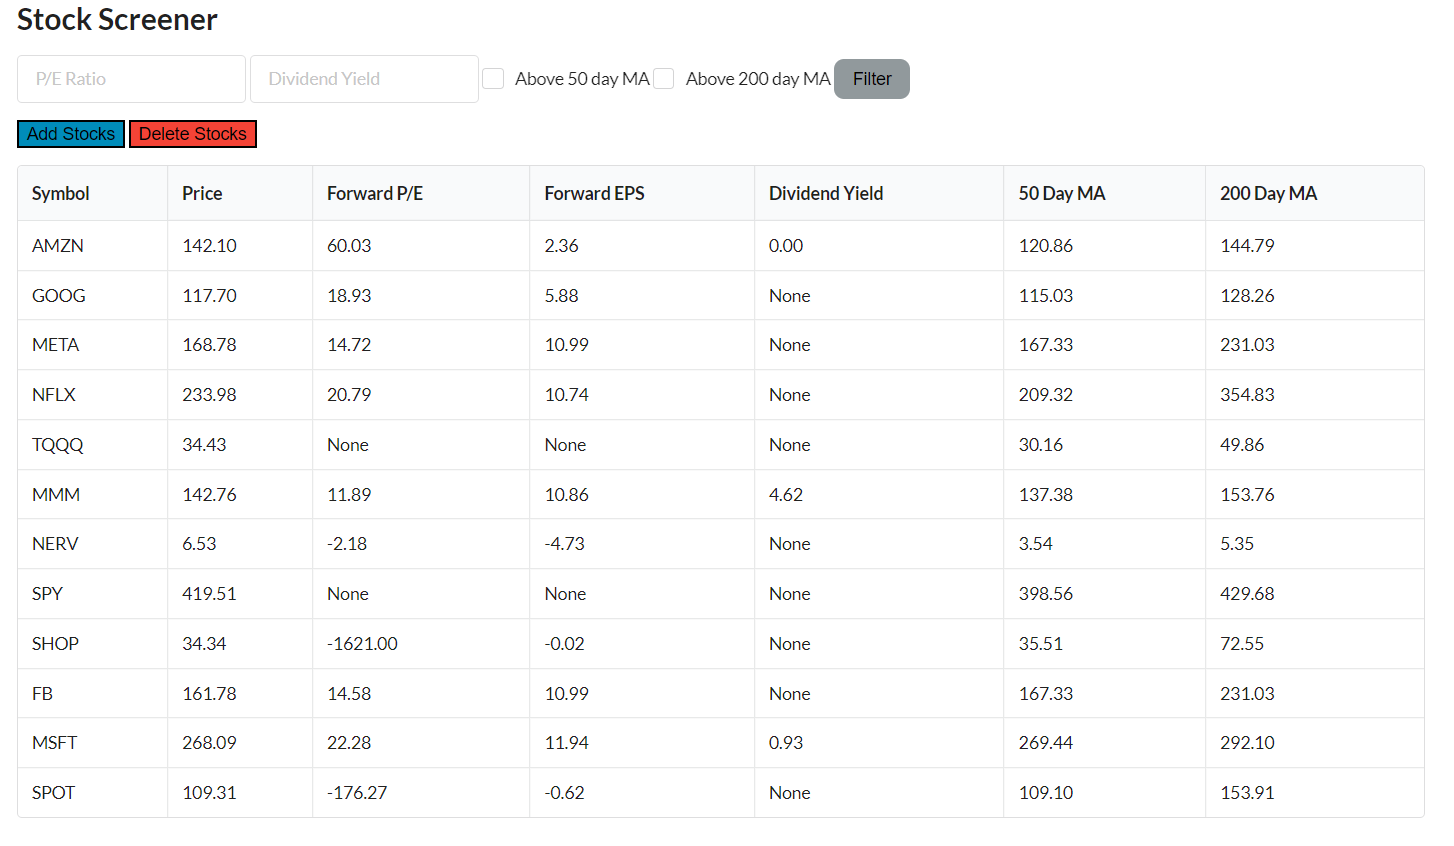 Stock Screener
P/E Ratio Dividend Yield Above 50 day MA Above 200 day MA Filter
Add Stocks Delete Stocks
Symbol Price Forward P/E Forward EPS Dividend Yield 50 Day MA 200 Day MA
AMZN 142.10 60.03 2.36 0.00 120.86 144.79
GOOG 117.70 18.93 5.88 None 115.03 128.26
META 168.78 14.72 10.99 None 167.33 231.03
NFLX 233.98 20.79 10.74 None 209.32 354.83
TQQQ 34.43 None None None 30.16 49.86
MMM 142.76 11.89 10.86 4.62 137.38 153.76
NERV 6.53 -2.18 -4.73 None 3.54 5.35
SPY 419.51 None None None 398.56 429.68
SHOP 34.34 -1621.00 -0.02 None 35.51 72.55
FB 161.78 14.58 10.99 None 167.33 231.03
MSFT 268.09 22.28 11.94 0.93 269.44 292.10
SPOT 109.31 -176.27 -0.62 None 109.10 153.91